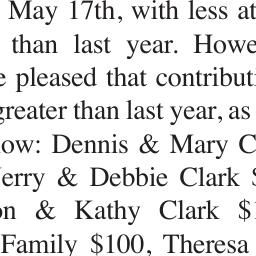 May 17th, with less at
than last year. Howe
e pleased that contributi
greater than last year, as
ow: Dennis & Mary C
erry & Debbie Clark $
on & Kathy Clark $1
Family $100, Theresa